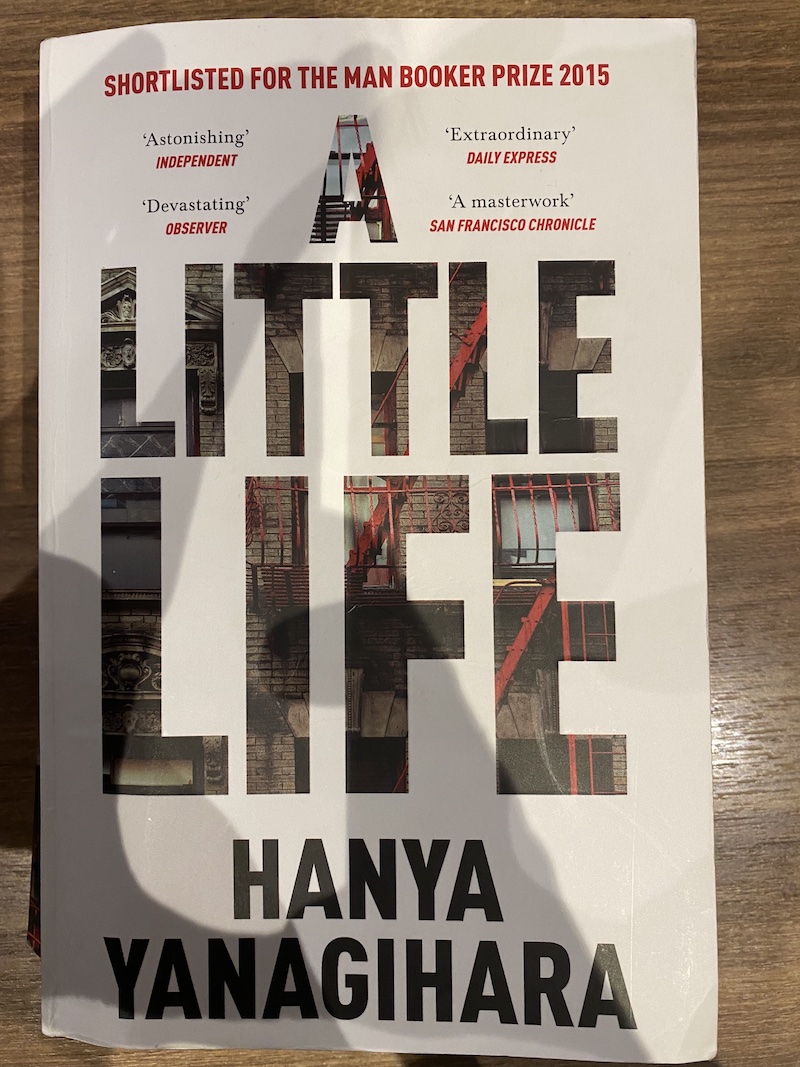 SHORTLISTED FOR THE MAN BOOKER PRIZE 2015
‘Astonishing’
INDEPENDENT
‘Extraordinary’
DAILY EXPRESS
‘Devastating’
OBSERVER
‘A masterwork’
SAN FRANCISCO CHRONICLE
A
LITTLE
LIFE
HANYA
YANAGIHARA